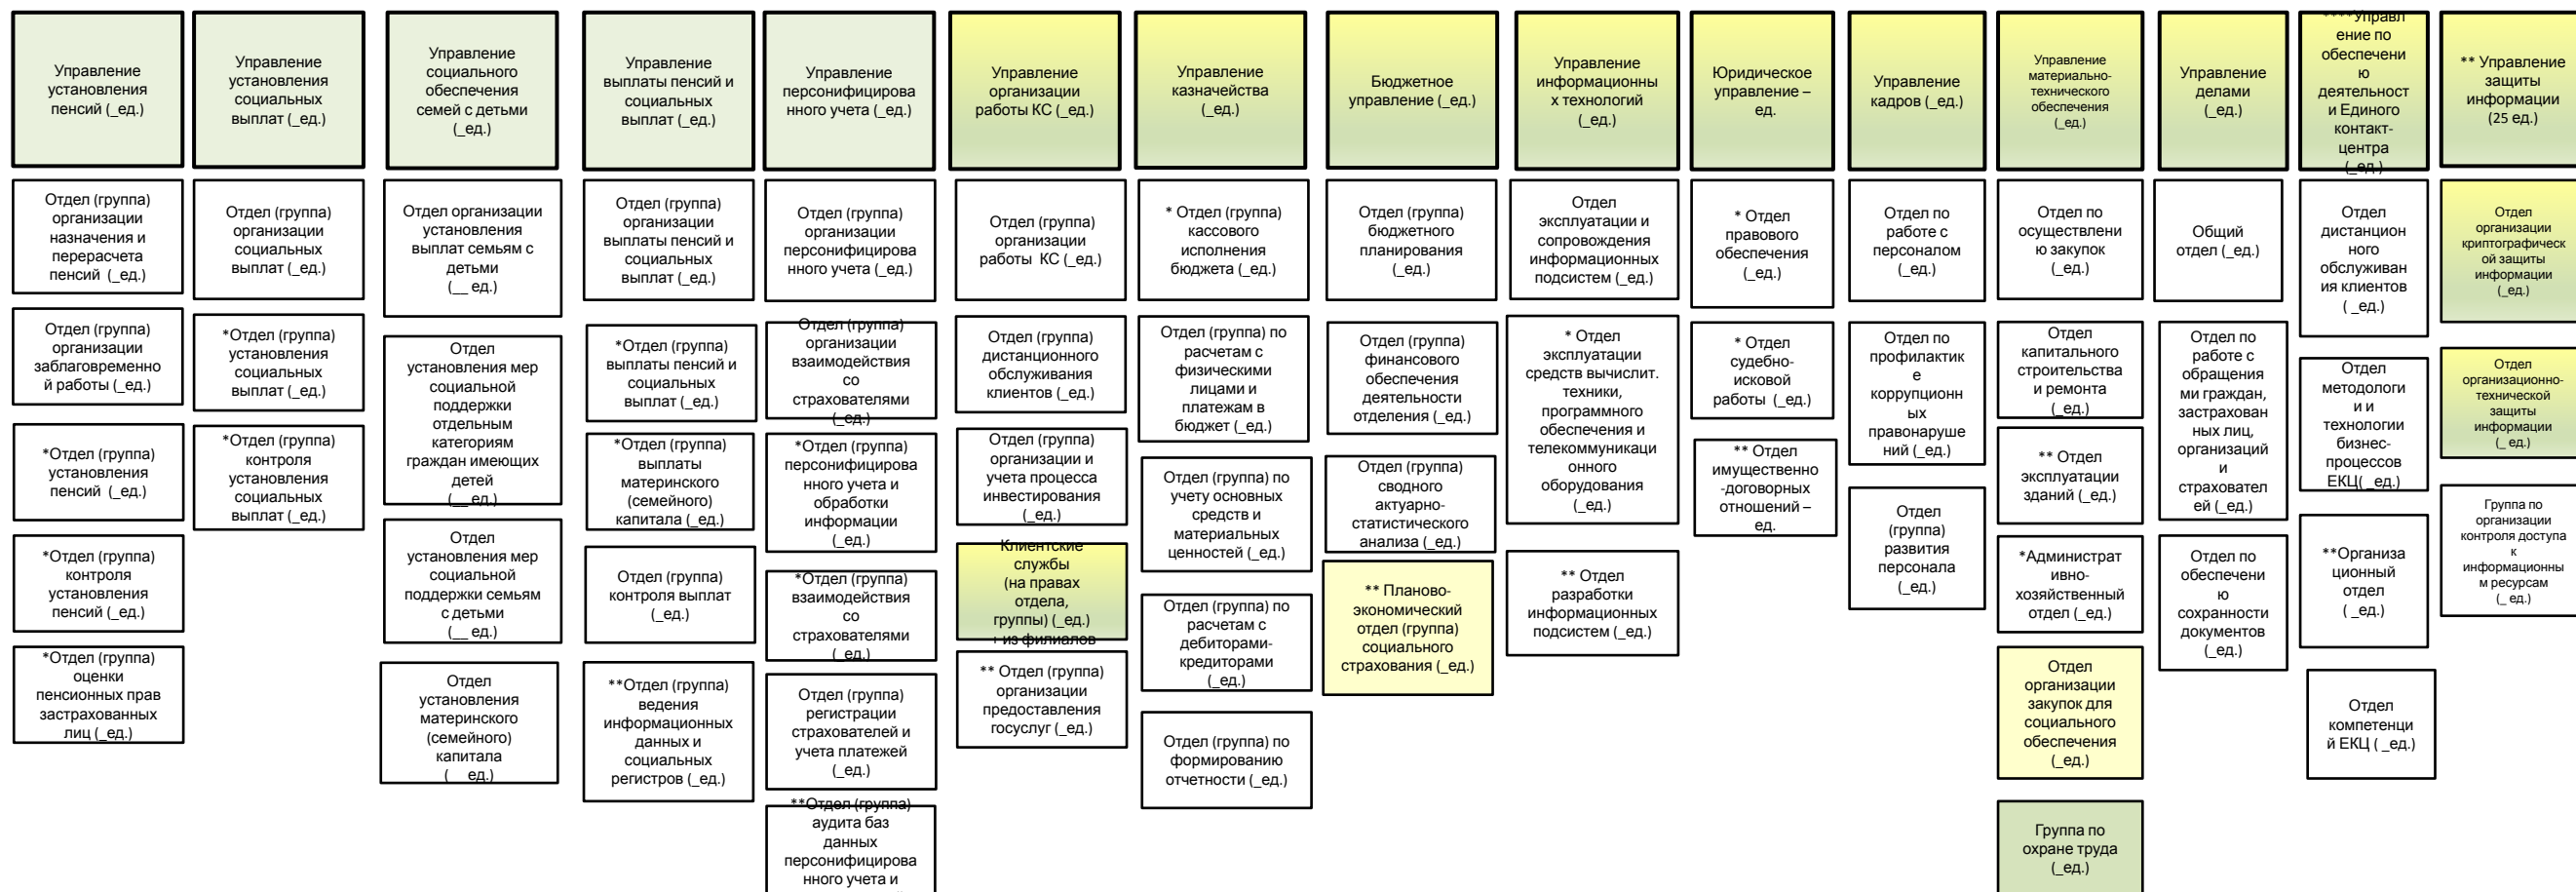 Управление
установления
пенсий (_ед.)
Управление
установления
социальных
выплат (_ед.)
Управление
социального
обеспечения
семей с детьми
(_ед.)
Управление
выплаты пенсий и
социальных
выплат (_ед.)
Управление
персонифицирова
нного учета (_ед.)
Управление
организации
работы КС (_ед.)
Управление
казначейства
(_ед.)
Бюджетное
управление (_ед.)
Управление
информационны
х технологий
(_ед.)
Юридическое
управление –
ед.
Управление
кадров (_ед.)
Управление
материально-
технического
обеспечения
(_ед.)
Управление
делами
(_ед.)
****Управл
ение по
обеспечени
ю
деятельност
и Единого
контакт-
центра
(_ед.)
** Управление
защиты
информации
(25 ед.)
Отдел (группа)
организации
назначения и
перерасчета
пенсий (_ед.)
Отдел (группа)
организации
заблаговременно
й работы (_ед.)
*Отдел (группа)
установления
пенсий (_ед.)
*Отдел (группа)
контроля
установления
пенсий (_ед.)
*Отдел (группа)
оценки
пенсионных прав
застрахованных
лиц (_ед.)
Отдел (группа)
организации
социальных
выплат (_ед.)
*Отдел (группа)
установления
социальных
выплат (_ед.)
*Отдел (группа)
контроля
установления
социальных
выплат (_ед.)
Отдел организации
установления
выплат семьям с
детьми
(__ ед.)
Отдел
установления мер
социальной
поддержки
отдельным
категориям
граждан имеющих
детей
(__ед.)
Отдел
установления мер
социальной
поддержки семьям
с детьми
(__ ед.)
Отдел
установления
материнского
(семейного)
капитала
(__ ед.)
Отдел (группа)
организации
выплаты пенсий и
социальных
выплат (_ед.)
*Отдел (группа)
выплаты пенсий и
социальных
выплат (_ед.)
*Отдел (группа)
выплаты
материнского
(семейного)
капитала (_ед.)
Отдел (группа)
контроля выплат
(_ед.)
**Отдел (группа)
ведения
информационных
данных и
социальных
регистров (_ед.)
Отдел (группа)
организации
персонифицирова
нного учета (_ед.)
Отдел (группа)
организации
взаимодействия
со
страхователями
(_ед.)
*Отдел (группа)
персонифицирова
нного учета и
обработки
информации
(_ед.)
*Отдел (группа)
взаимодействия
со
страхователями
(_ед.)
Отдел (группа)
регистрации
страхователей и
учета платежей
(_ед.)
**Отдел (группа)
аудита баз
данных
персонифицирова
нного учета и
Отдел (группа)
организации
работы КС (_ед.)
Отдел (группа)
дистанционного
обслуживания
клиентов (_ед.)
Отдел (группа)
организации и
учета процесса
инвестирования
(_ед.)
Клиентские
службы
(на правах
отдела,
группы) (_ед.)
+ из филиалов
** Отдел (группа)
организации
предоставления
госуслуг (_ед.)
* Отдел (группа)
кассового
исполнения
бюджета (_ед.)
Отдел (группа) по
расчетам с
физическими
лицами и
платежам в
бюджет (_ед.)
Отдел (группа) по
учету основных
средств и
материальных
ценностей (_ед.)
Отдел (группа) по
расчетам с
дебиторами-
кредиторами
(_ед.)
Отдел (группа) по
формированию
отчетности (_ед.)
Отдел (группа)
бюджетного
планирования
(_ед.)
Отдел (группа)
финансового
обеспечения
деятельности
отделения (_ед.)
Отдел (группа)
сводного
актуарно-
статистического
анализа (_ед.)
** Планово-
экономический
отдел (группа)
социального
страхования (_ед.)
Отдел
эксплуатации и
сопровождения
информационных
подсистем (_ед.)
* Отдел
эксплуатации
средств вычислит.
техники,
программного
обеспечения и
телекоммуникаци
онного
оборудования
(_ед.)
** Отдел
разработки
информационных
подсистем (_ед.)
* Отдел
правового
обеспечения
(_ед.)
* Отдел
судебно-
исковой
работы (_ед.)
** Отдел
имущественно
-договорных
отношений –
ед.
Отдел по
работе с
персоналом
(_ед.)
Отдел по
профилактик
е
коррупционн
ых
правонаруше
ний (_ед.)
Отдел
(группа)
развития
персонала
(_ед.)
Отдел по
осуществлени
ю закупок
(_ед.)
Отдел
капитального
строительства
и ремонта
(_ед.)
** Отдел
эксплуатации
зданий (_ед.)
*Администрат
ивно-
хозяйственный
отдел (_ед.)
Отдел
организации
закупок для
социального
обеспечения
(_ед.)
Группа по
охране труда
(_ед.)
Общий
отдел (_ед.)
Отдел по
работе с
обращения
ми граждан,
застрахован
ных лиц,
организаций
и
страховател
ей (_ед.)
Отдел по
обеспечени
ю
сохранности
документов
(_ед.)
Отдел
дистанцион
ного
обслуживан
ия клиентов
( _ед.)
Отдел
методологи
и и
технологии
бизнес-
процессов
ЕКЦ( _ед.)
**Организа
ционный
отдел
( _ед.)
Отдел
компетенци
й ЕКЦ ( _ед.)
Отдел
организации
криптографическ
ой защиты
информации
(_ед.)
Отдел
организационно-
технической
защиты
информации
(_ ед.)
Группа по
организации
контроля доступа
к
информационны
м ресурсам
(_ ед.)